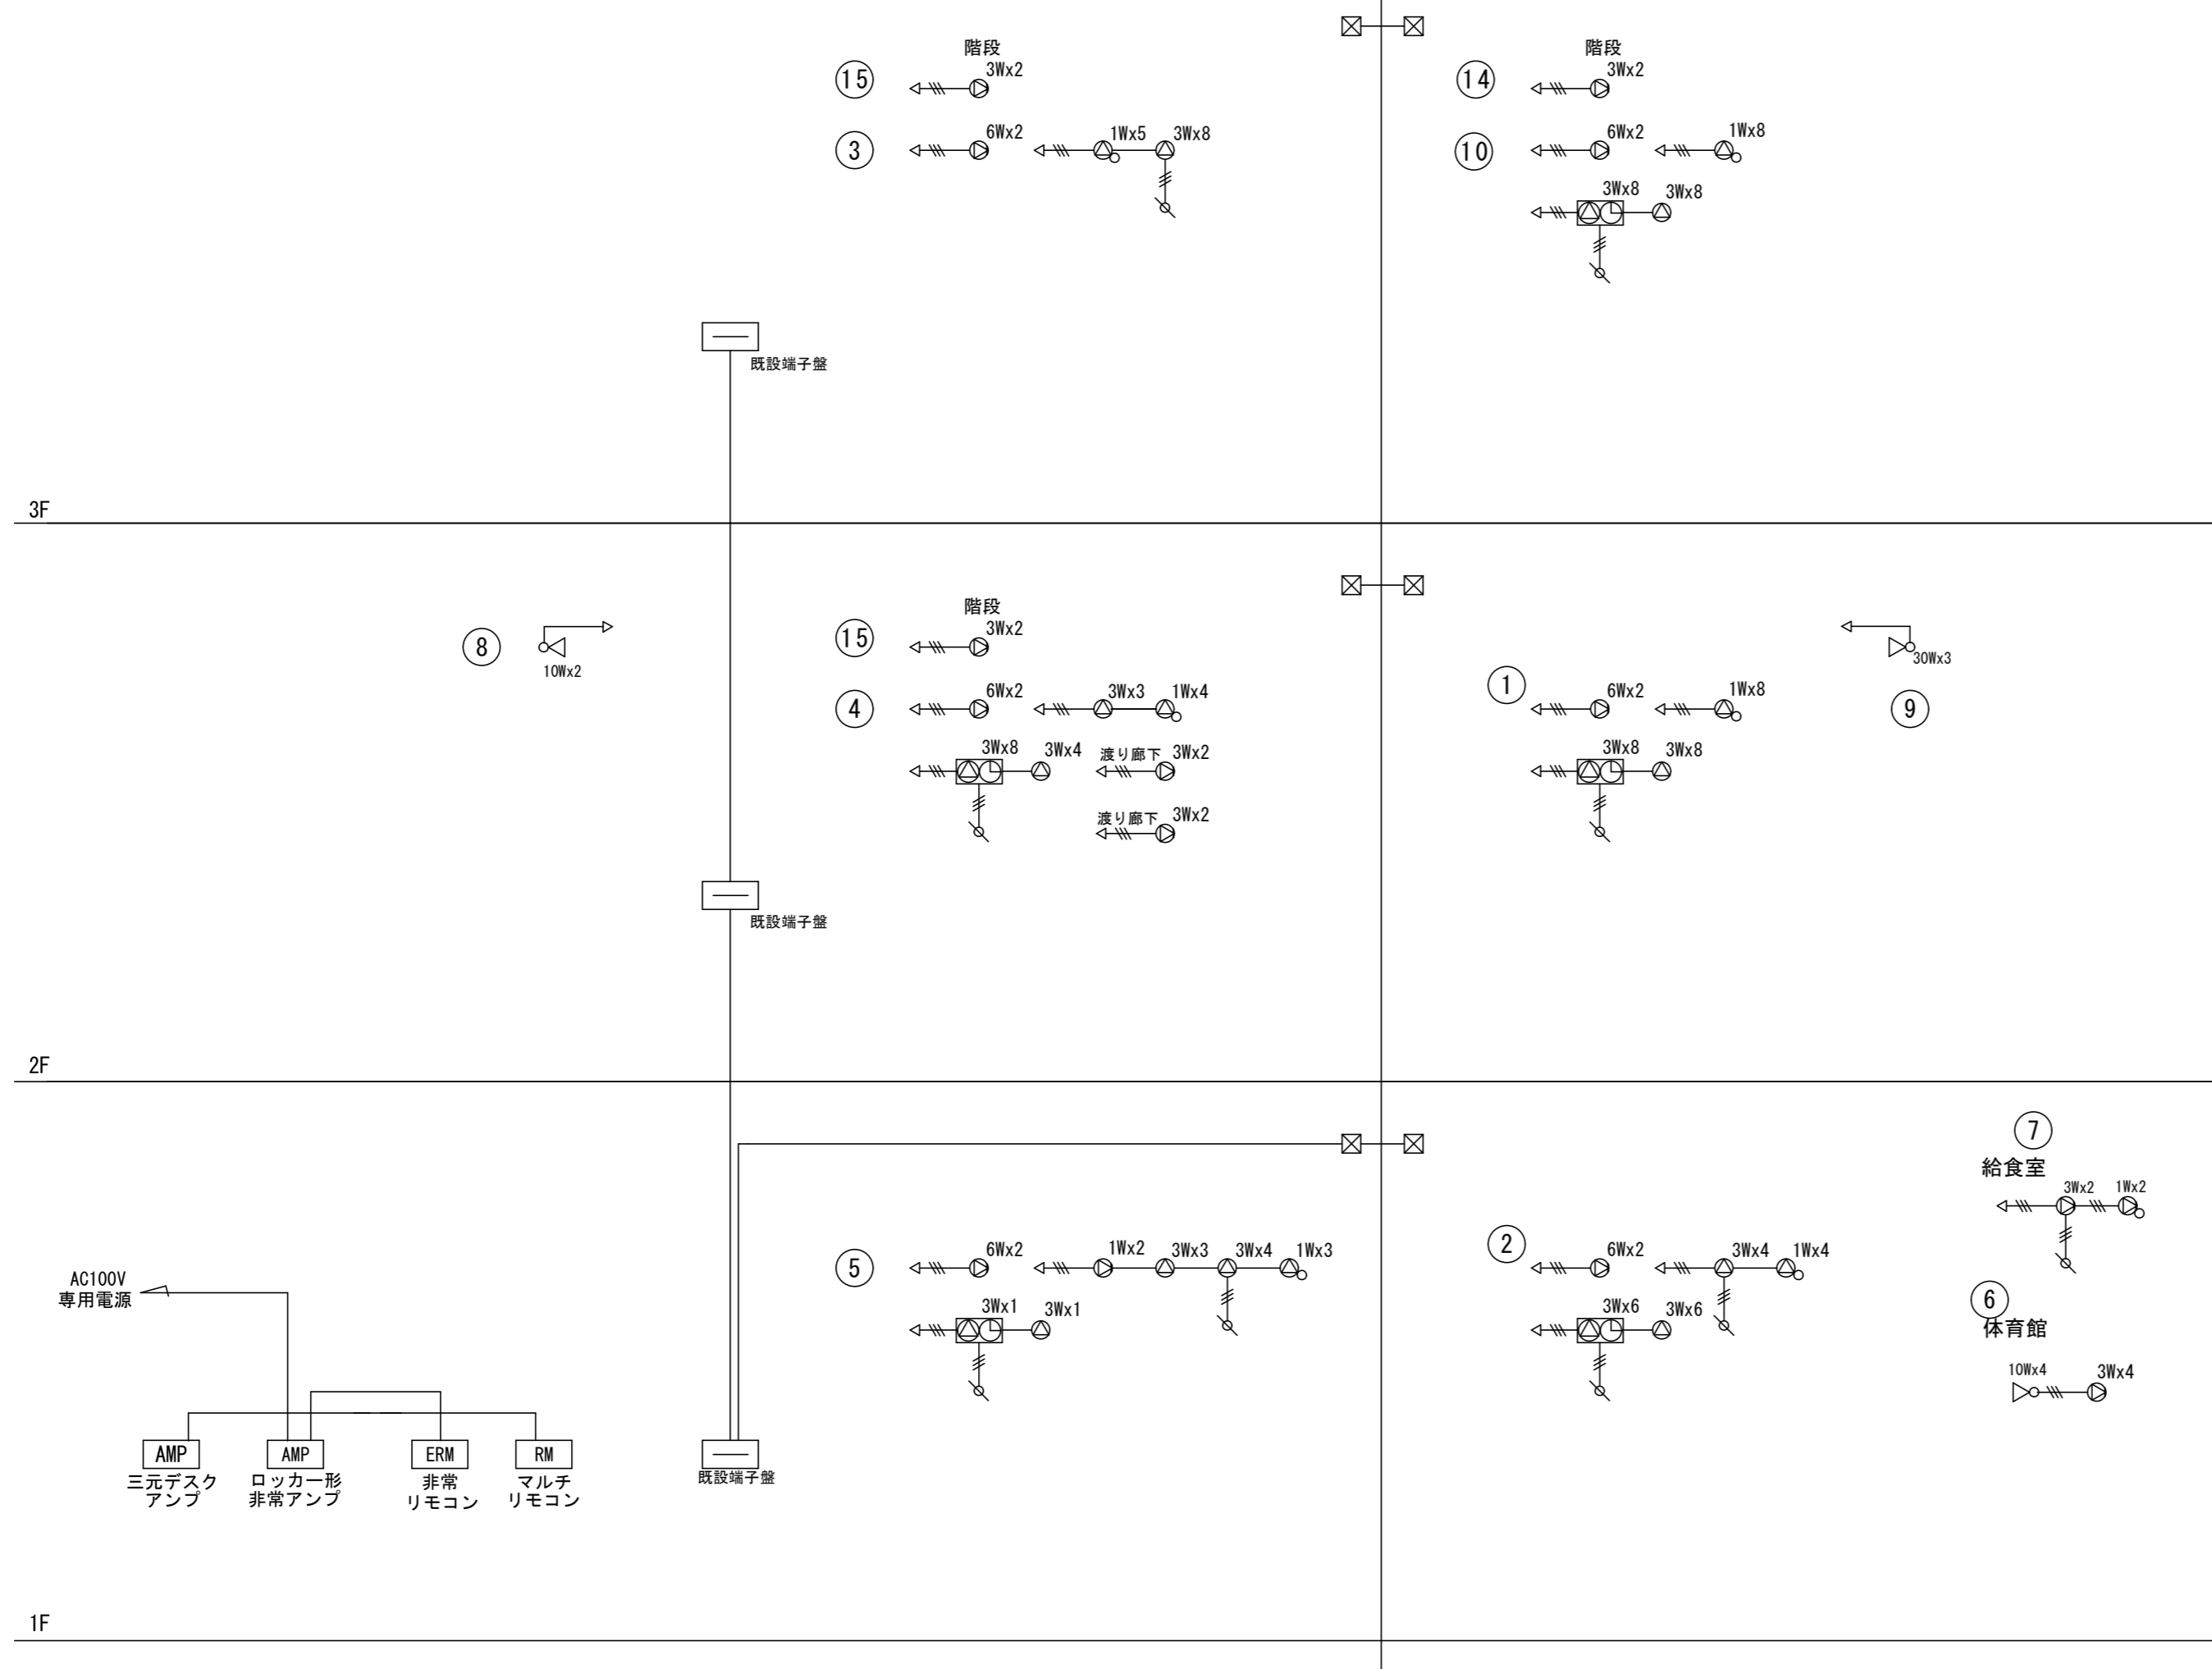 階段
15
3Wx2
3
6Wx2
1Wx5
3Wx8
階段
14
3Wx2
10
6Wx2
1Wx8
3Wx8
3Wx8
既設端子盤
3F
8
10Wx2
階段
15
3Wx2
4
6Wx2
3Wx3
1Wx4
3Wx8
3Wx4
渡り廊下
3Wx2
渡り廊下
3Wx2
1
6Wx2
1Wx8
3Wx8
3Wx8
30Wx3
9
既設端子盤
2F
5
6Wx2
1Wx2
3Wx3
3Wx4
1Wx3
3Wx1
3Wx1
2
6Wx2
3Wx4
1Wx4
3Wx6
3Wx6
7
給食室
3Wx2
1Wx2
6
体育館
10Wx4
3Wx4
AC100V
専用電源
AMP
三元デスク
アンプ
AMP
ロッカー形
非常アンプ
ERM
非常
リモコン
RM
マルチ
リモコン
既設端子盤
1F